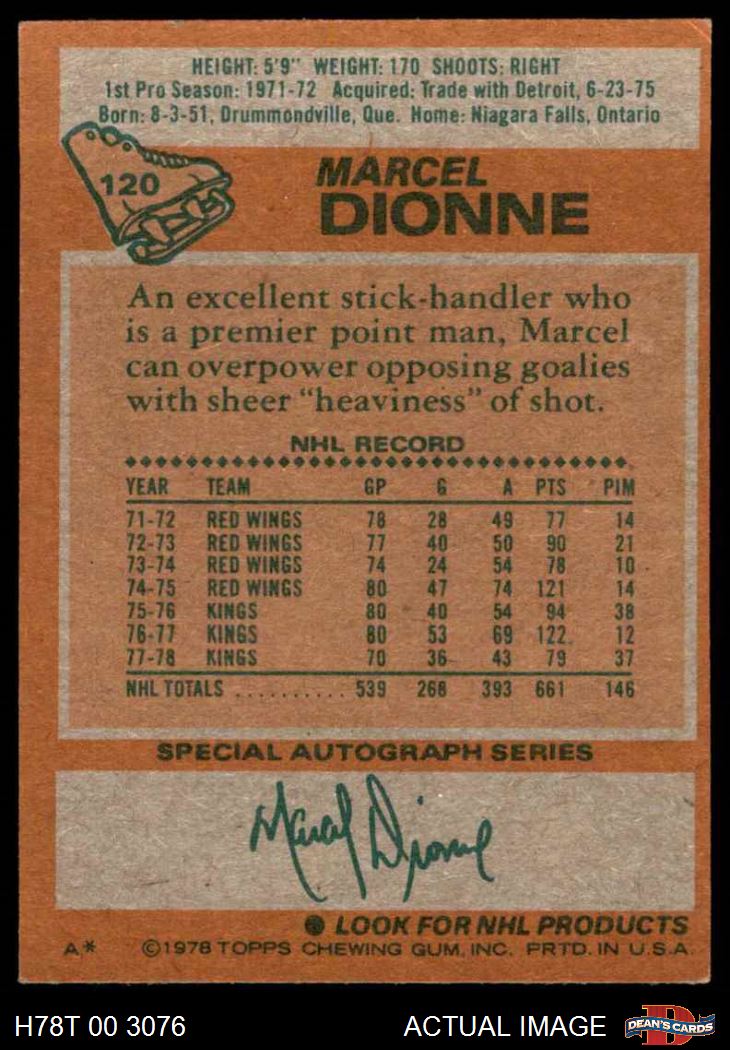 HEIGHT: 5'9" WEIGHT: 170 SHOOTS: RIGHT
1st Pro Season: 1971-72 Acquired: Trade with Detroit, 6-23-75
Born: 8-3-51, Drummondville, Que. Home: Niagara Falls, Ontario
120
MARCEL
DIONNE
An excellent stick-handler who
is a premier point man, Marcel
can overpower opposing goalies
with sheer "heaviness" of shot.
NHL RECORD
YEAR TEAM GP G A PTS PIM
71-72 RED WINGS 78 28 49 77 14
72-73 RED WINGS 77 40 50 90 21
73-74 RED WINGS 74 24 54 78 10
74-75 RED WINGS 80 47 74 121 14
75-76 KINGS 80 40 54 94 38
76-77 KINGS 80 53 69 122 12
77-78 KINGS 70 36 43 79 37
NHL TOTALS .......... 539 268 393 661 146
SPECIAL AUTOGRAPH SERIES
Marcel Dionne
LOOK FOR NHL PRODUCTS
A* ©1978 TOPPS CHEWING GUM, INC. PRTD. IN U.S.A.
H78T 00 3076 ACTUAL IMAGE D DEAN'S CARDS